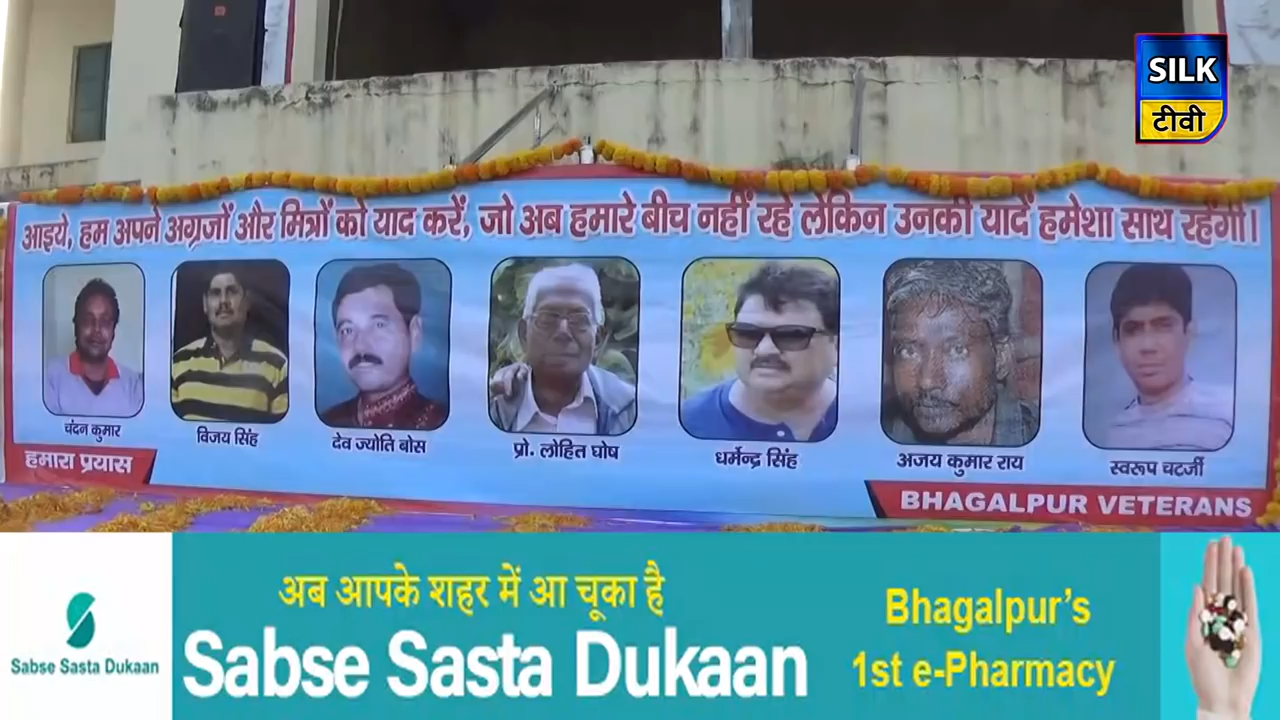 SILK
टीवी
आइये, हम अपने अग्रजों और मित्रों को याद करें, जो अब हमारे बीच नहीं रहे लेकिन उनकी यादें हमेशा साथ रहेंगी।
चंदन कुमार
विजय सिंह
देव ज्योति बोस
प्रो. लोहित घोष
धर्मेन्द्र सिंह
अजय कुमार राय
स्वरूप चटर्जी
हमारा प्रयास
BHAGALPUR VETERANS
Sabse Sasta Dukaan
अब आपके शहर में आ चूका है
Sabse Sasta Dukaan
Bhagalpur's
1st e-Pharmacy